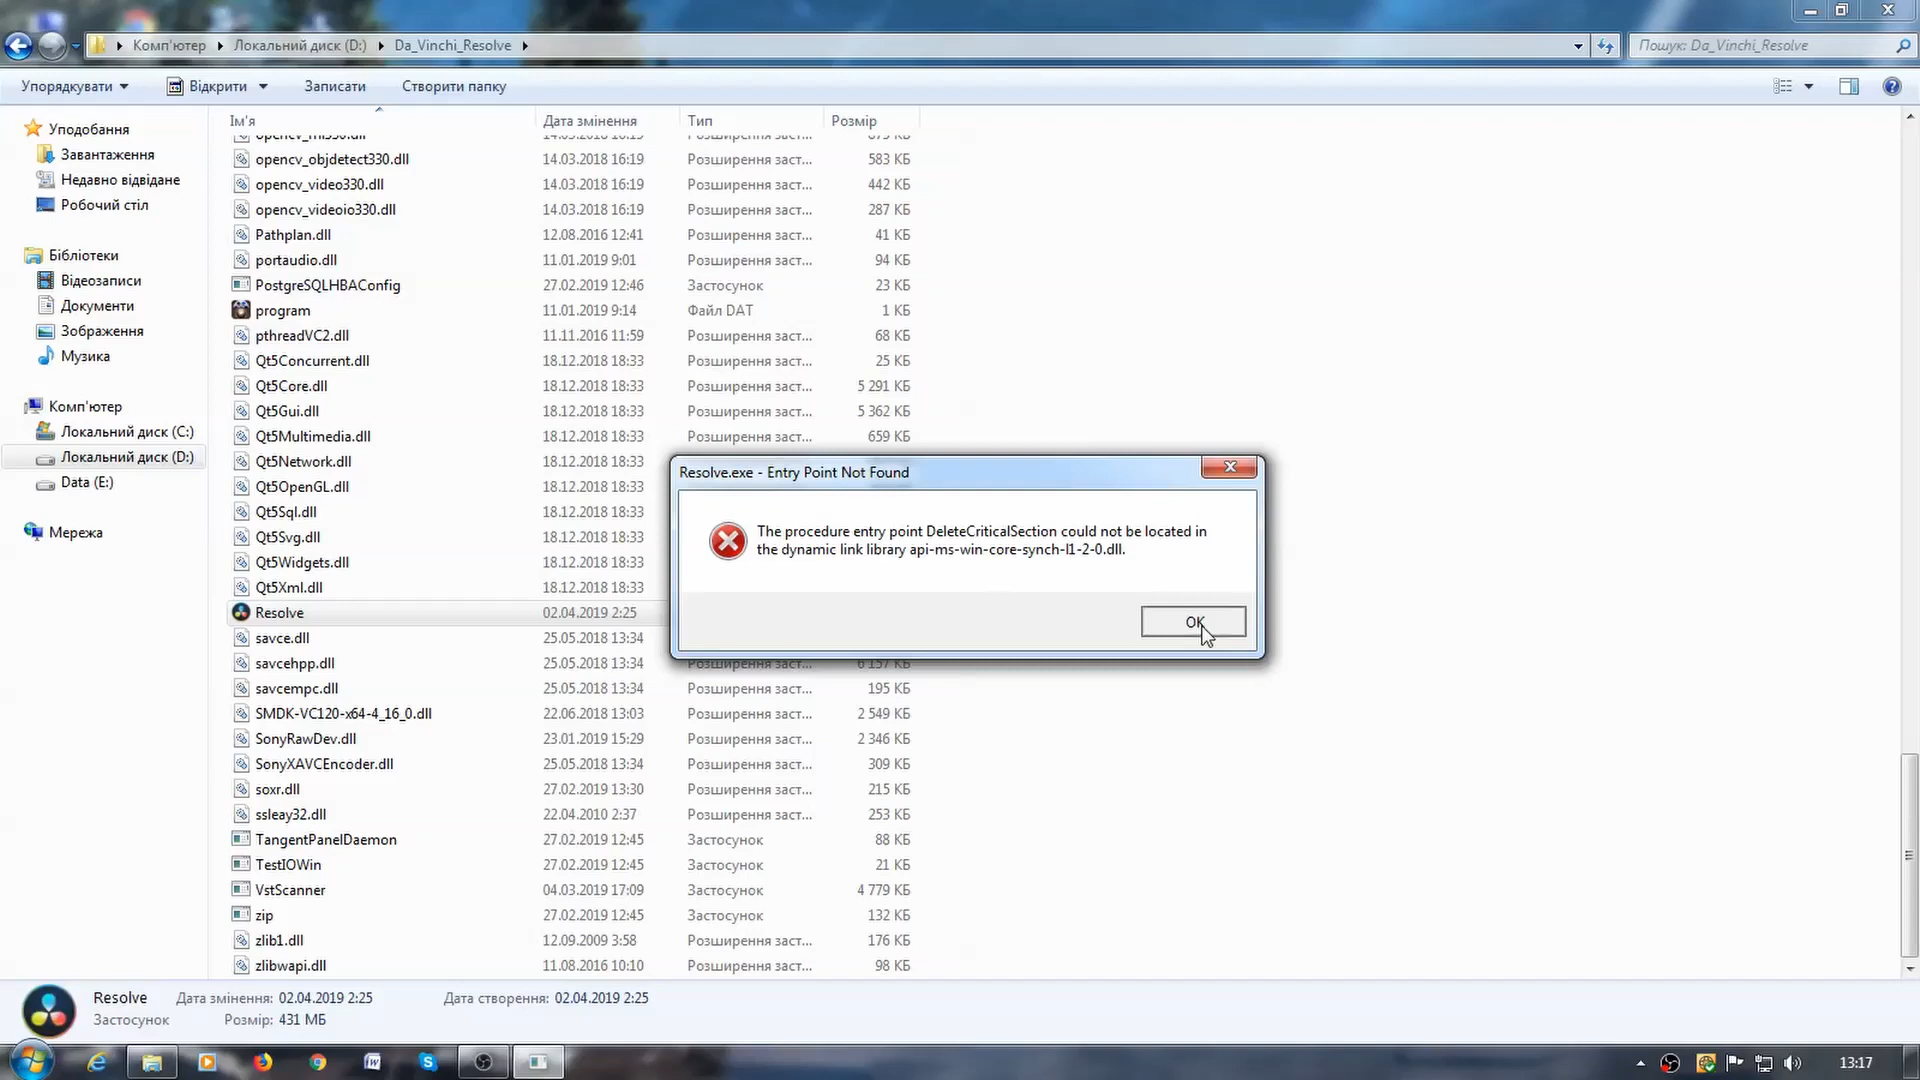 Комп'ютер Локальний диск (D:) Da_Vinchi_Resolve
Пошук: Da_Vinchi_Resolve
Упорядкувати Відкрити Записати Створити папку
Ім'я Дата змінення Тип Розмір
Уподобання
Завантаження
Недавно відвідане
Робочий стіл
Бібліотеки
Відеозаписи
Документи
Зображення
Музика
Комп'ютер
Локальний диск (C:)
Локальний диск (D:)
Data (E:)
Мережа
opencv_objdetect330.dll 14.03.2018 16:19 Розширення заст... 583 КБ
opencv_video330.dll 14.03.2018 16:19 Розширення заст... 442 КБ
opencv_videoio330.dll 14.03.2018 16:19 Розширення заст... 287 КБ
Pathplan.dll 12.08.2016 12:41 Розширення заст... 41 КБ
portaudio.dll 11.01.2019 9:01 Розширення заст... 94 КБ
PostgreSQLHBAConfig 27.02.2019 12:46 Застосунок 23 КБ
program 11.01.2019 9:14 Файл DAT 1 КБ
pthreadVC2.dll 11.11.2016 11:59 Розширення заст... 68 КБ
Qt5Concurrent.dll 18.12.2018 18:33 Розширення заст... 25 КБ
Qt5Core.dll 18.12.2018 18:33 Розширення заст... 5 291 КБ
Qt5Gui.dll 18.12.2018 18:33 Розширення заст... 5 362 КБ
Qt5Multimedia.dll 18.12.2018 18:33 Розширення заст... 659 КБ
Qt5Network.dll 18.12.2018 18:33
Qt5OpenGL.dll 18.12.2018 18:33
Qt5Sql.dll 18.12.2018 18:33
Qt5Svg.dll 18.12.2018 18:33
Qt5Widgets.dll 18.12.2018 18:33
Qt5Xml.dll 18.12.2018 18:33
Resolve 02.04.2019 2:25
savce.dll 25.05.2018 13:34
savcehpp.dll 25.05.2018 13:34 Розширення заст... 6 157 КБ
savcempc.dll 25.05.2018 13:34 Розширення заст... 195 КБ
SMDK-VC120-x64-4_16_0.dll 22.06.2018 13:03 Розширення заст... 2 549 КБ
SonyRawDev.dll 23.01.2019 15:29 Розширення заст... 2 346 КБ
SonyXAVCEncoder.dll 25.05.2018 13:34 Розширення заст... 309 КБ
soxr.dll 27.02.2019 13:30 Розширення заст... 215 КБ
ssleay32.dll 22.04.2010 2:37 Розширення заст... 253 КБ
TangentPanelDaemon 27.02.2019 12:45 Застосунок 88 КБ
TestIOWin 27.02.2019 12:45 Застосунок 21 КБ
VstScanner 04.03.2019 17:09 Застосунок 4 779 КБ
zip 27.02.2019 12:45 Застосунок 132 КБ
zlib1.dll 12.09.2009 3:58 Розширення заст... 176 КБ
zlibwapi.dll 11.08.2016 10:10 Розширення заст... 98 КБ
Resolve.exe - Entry Point Not Found
The procedure entry point DeleteCriticalSection could not be located in
the dynamic link library api-ms-win-core-synch-l1-2-0.dll.
OK
Resolve Дата змінення: 02.04.2019 2:25 Дата створення: 02.04.2019 2:25
Застосунок Розмір: 431 МБ
13:17